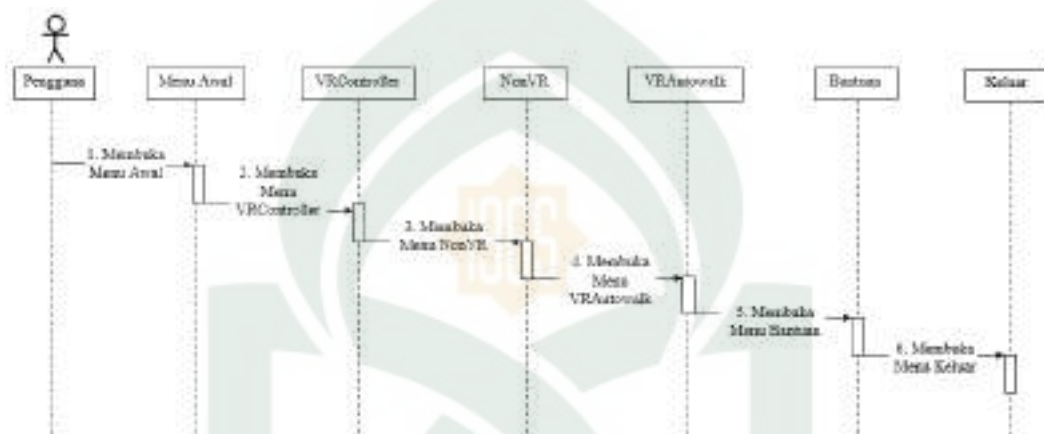 Pengguna
Menu Awal
VRController
NonVR
VRAutowalk
Bantuan
Keluar
1. Membuka
Menu Awal
2. Membuka
Menu
VRController
3. Membuka
Menu NonVR
4. Membuka
Menu
VRAutowalk
5. Membuka
Menu Bantuan
6. Membuka
Menu Keluar
1965